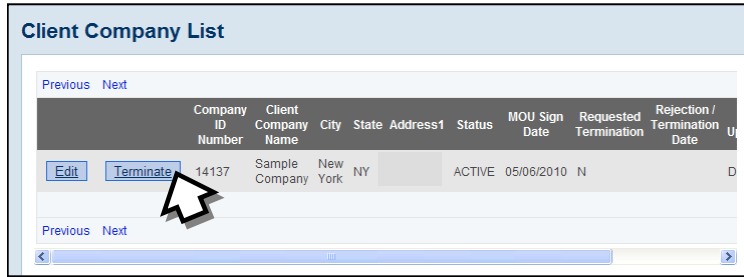 Client Company List
Previous Next
Company ID Number Client Company Name City State Address1 Status MOU Sign Date Requested Termination Rejection / Termination Date
Edit Terminate 14137 Sample Company New York NY ACTIVE 05/06/2010 N
Previous Next